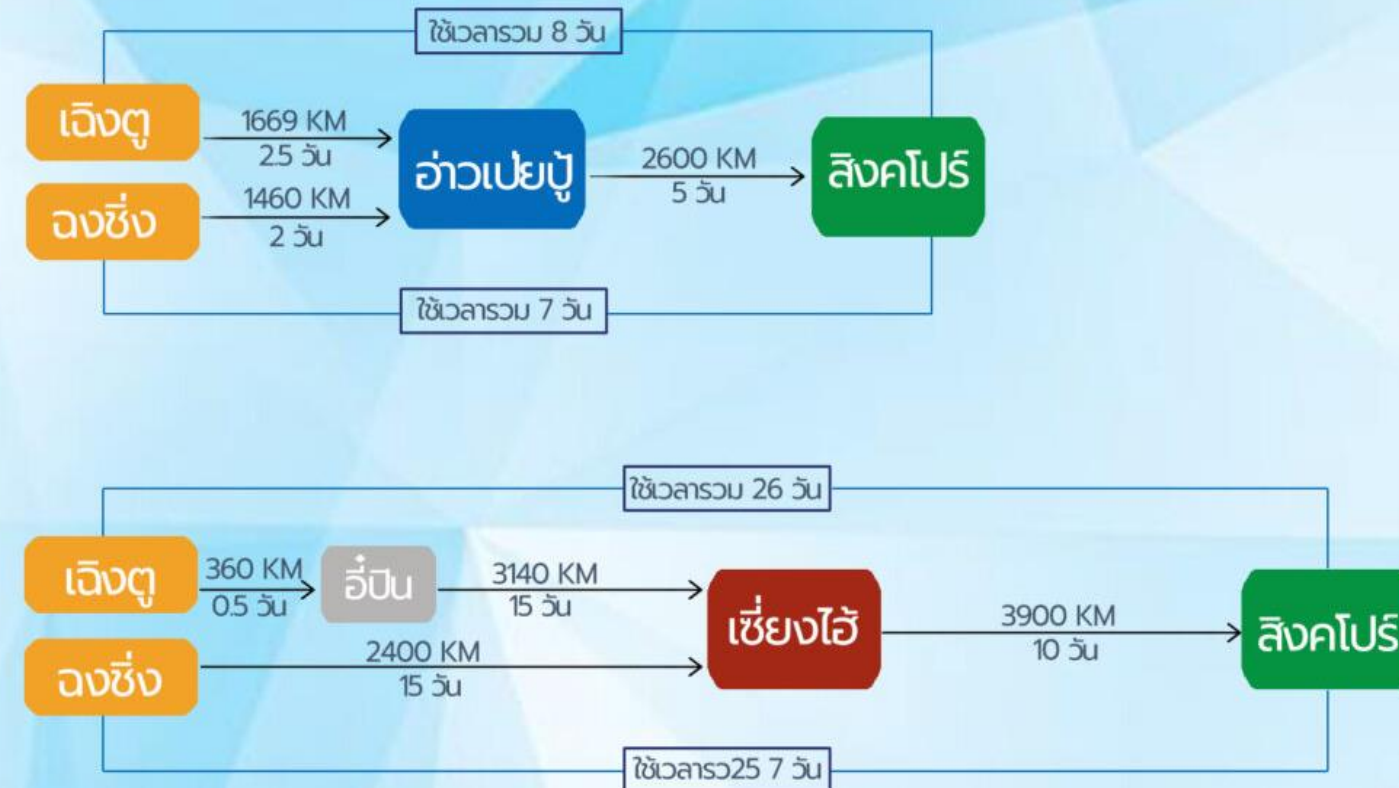 ใช้เวลารวม 8 วัน
เฉิงตู
1669 KM
2.5 วัน
ฉงชิ่ง
1460 KM
2 วัน
อ่าวเป่ยปู้
2600 KM
5 วัน
สิงคโปร์
ใช้เวลารวม 7 วัน
ใช้เวลารวม 26 วัน
เฉิงตู
360 KM
0.5 วัน
อี๋ปิน
3140 KM
15 วัน
ฉงชิ่ง
2400 KM
15 วัน
เซี่ยงไฮ้
3900 KM
10 วัน
สิงคโปร์
ใช้เวลารว25 7 วัน